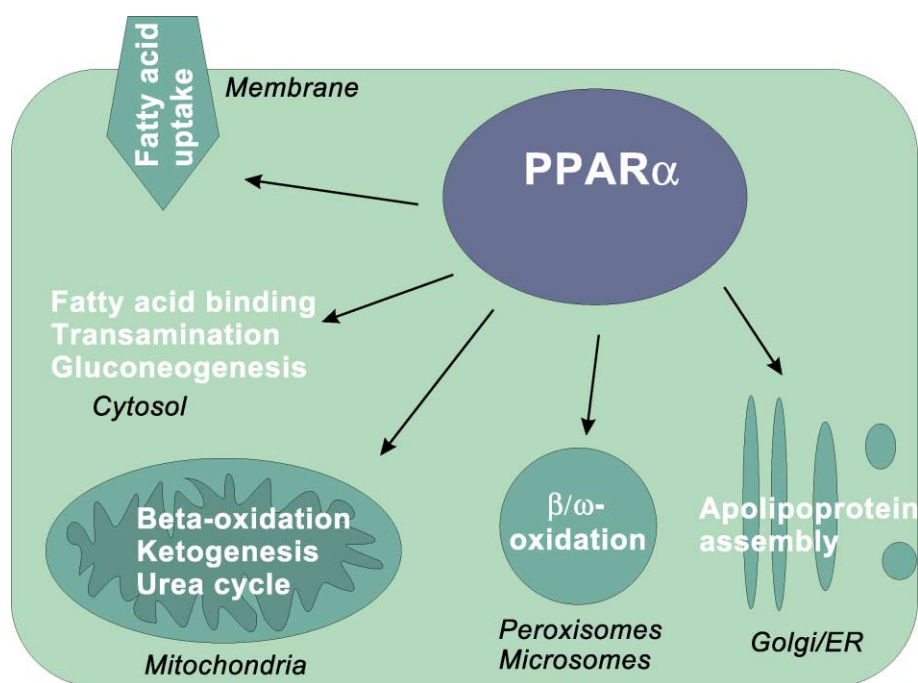 Fatty acid
uptake
Membrane
PPARα
Fatty acid binding
Transamination
Gluconeogenesis
Cytosol
Beta-oxidation
Ketogenesis
Urea cycle
Mitochondria
β/ω-
oxidation
Peroxisomes
Microsomes
Apolipoprotein
assembly
Golgi/ER